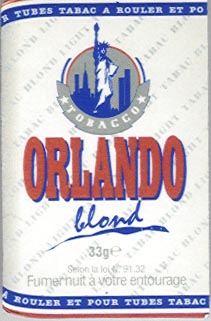 R TUBES TABAC A ROULER ET PO
TOBACCO
ORLANDO
blond
33g℮
Selon la loi N° 91.32
Fumer nuit à votre entourage
A ROULER ET POUR TUBES TABAC